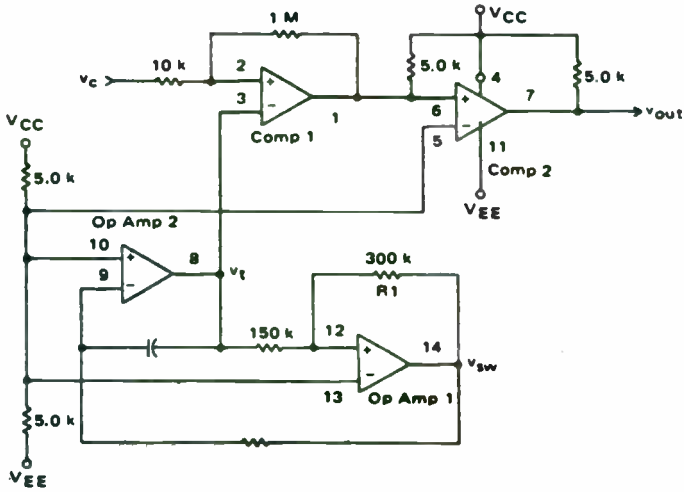 1 M
VCC
10 k
vc
2
+
3
−
Comp 1
1
5.0 k
4
5.0 k
7
vout
6
+
5
−
11
Comp 2
VEE
VCC
5.0 k
Op Amp 2
10
+
9
−
8
vt
300 k
R1
150 k
12
+
13
−
14
vsw
Op Amp 1
5.0 k
VEE